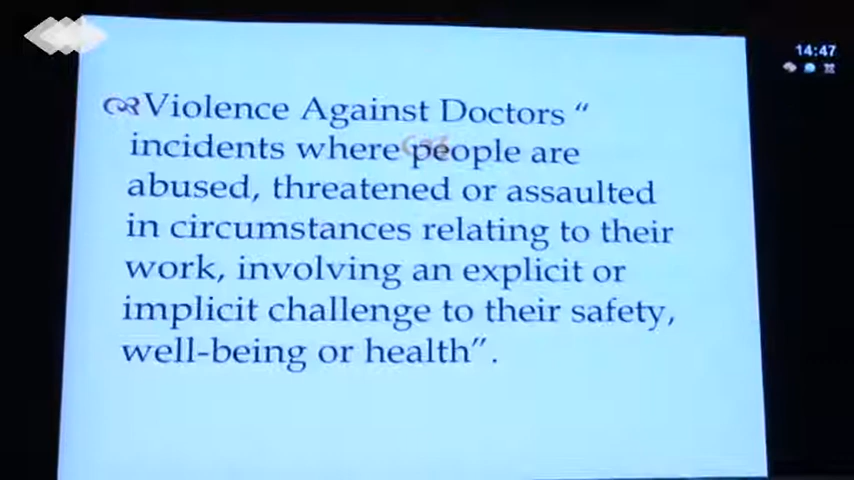 14:47
Violence Against Doctors “
incidents where people are
abused, threatened or assaulted
in circumstances relating to their
work, involving an explicit or
implicit challenge to their safety,
well-being or health”.